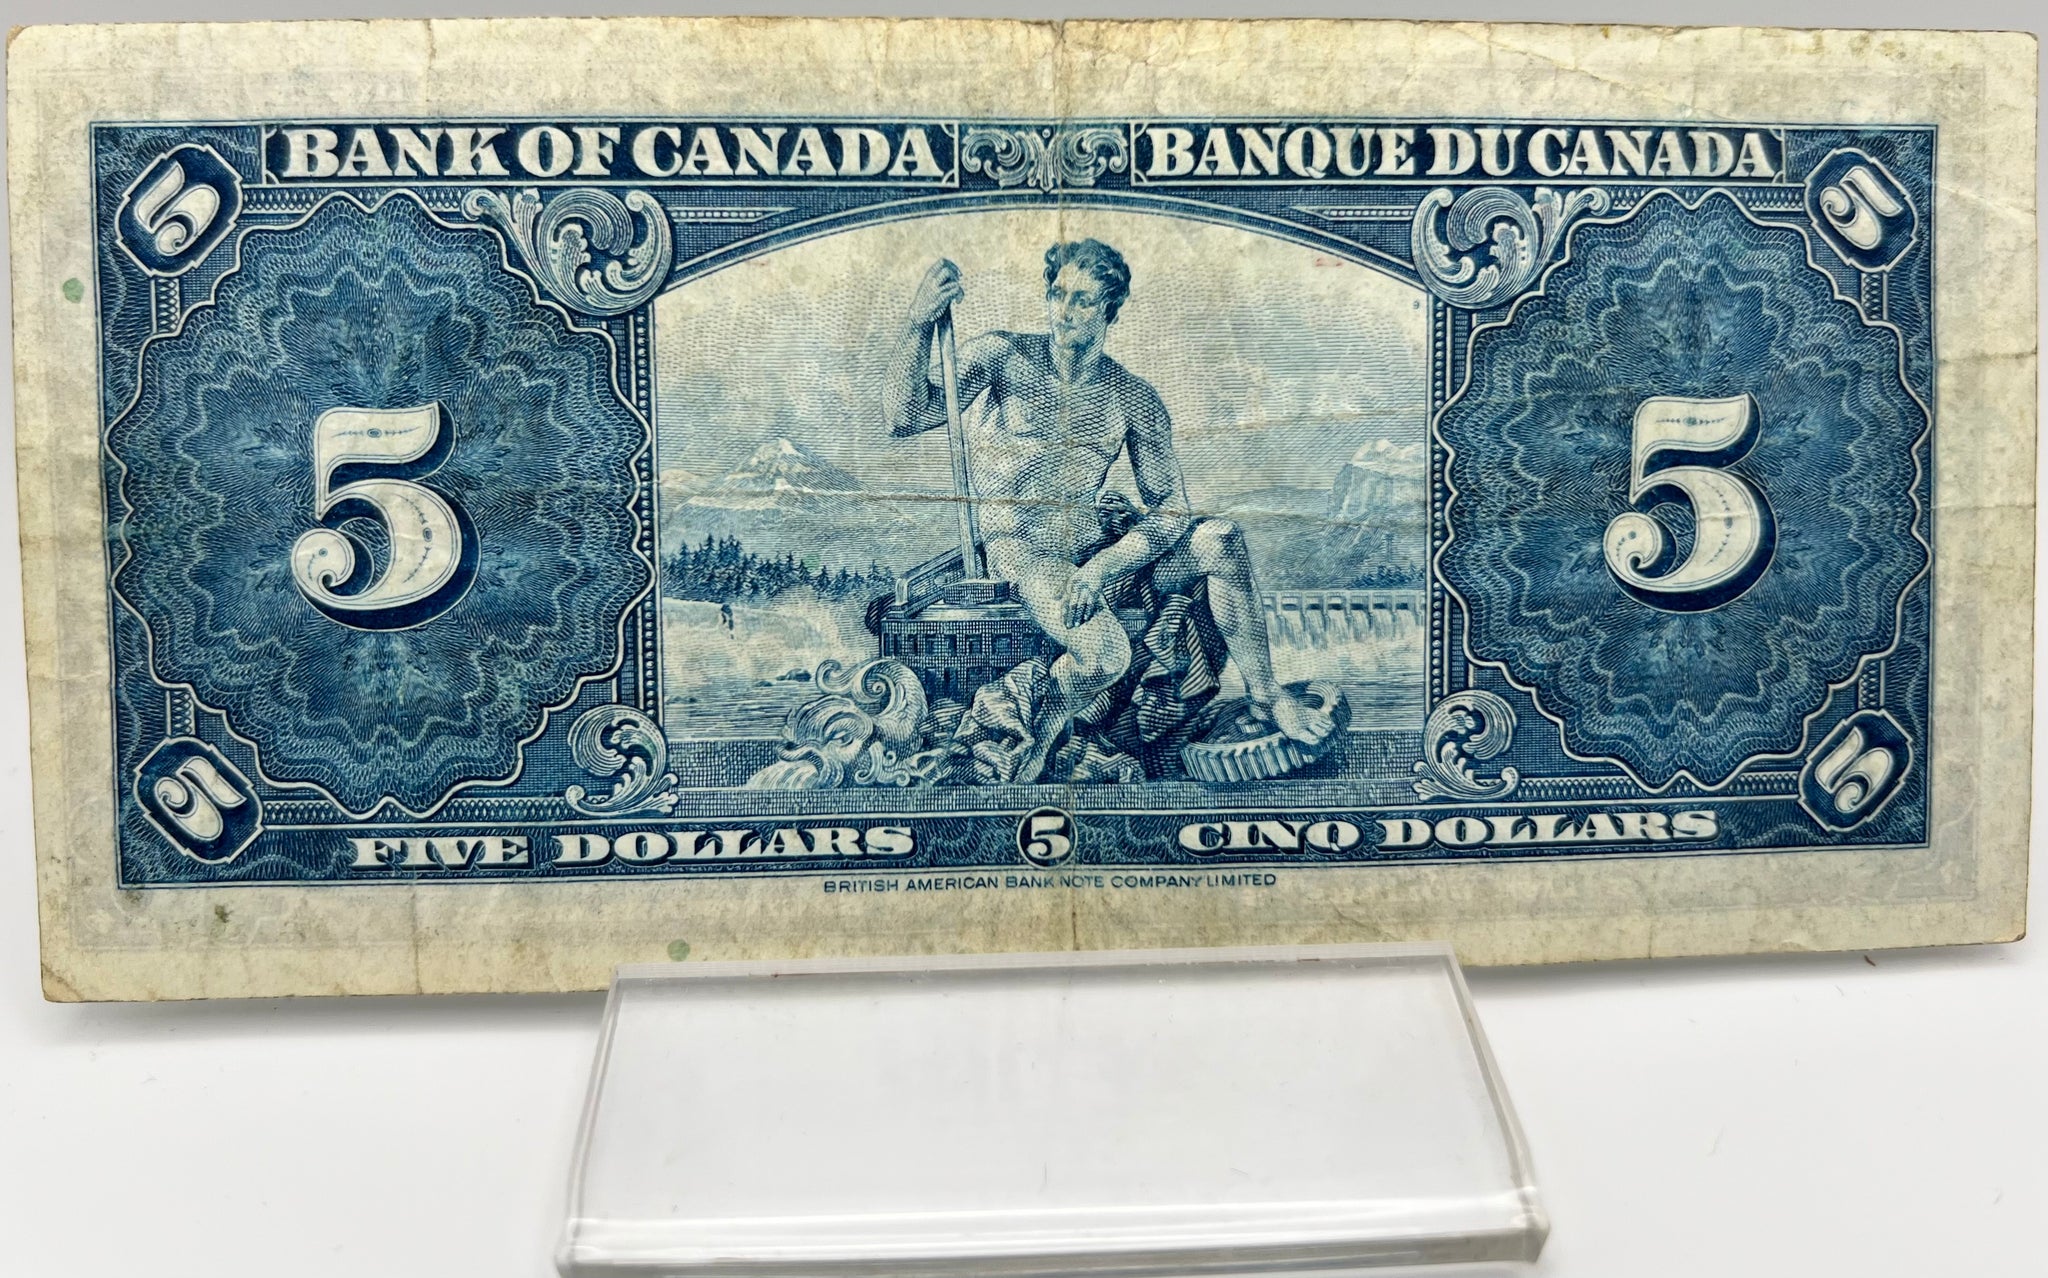 5 BANK OF CANADA BANQUE DU CANADA 5
9
5 5
5 FIVE DOLLARS 5 CINQ DOLLARS 5
BRITISH AMERICAN BANK NOTE COMPANY LIMITED